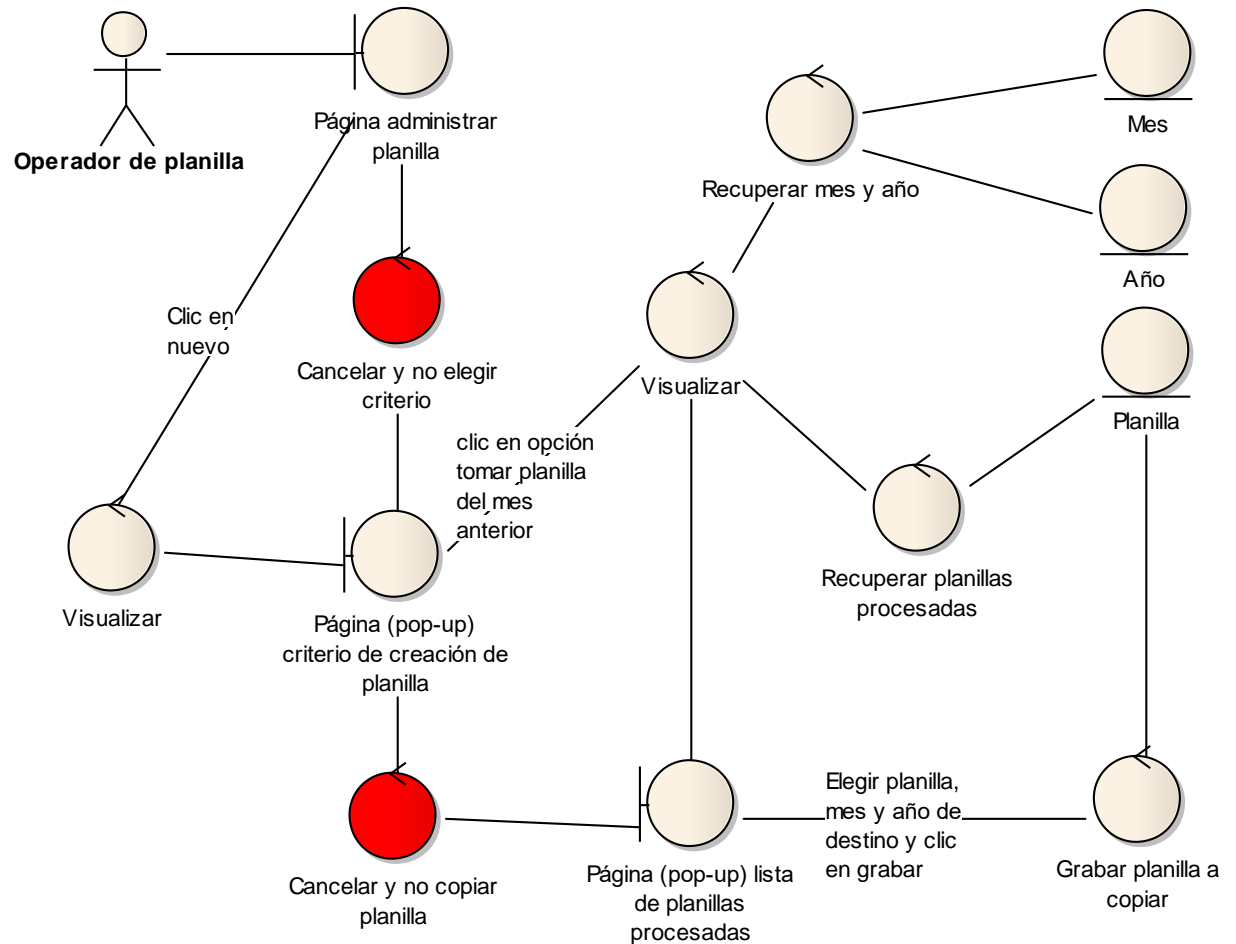 Operador de planilla
Página administrar
planilla
Mes
Recuperar mes y año
Año
Clic en
nuevo
Cancelar y no elegir
criterio
Visualizar
Planilla
clic en opción
tomar planilla
del mes
anterior
Recuperar planillas
procesadas
Visualizar
Página (pop-up)
criterio de creación de
planilla
Elegir planilla,
mes y año de
destino y clic
en grabar
Cancelar y no copiar
planilla
Página (pop-up) lista
de planillas
procesadas
Grabar planilla a
copiar